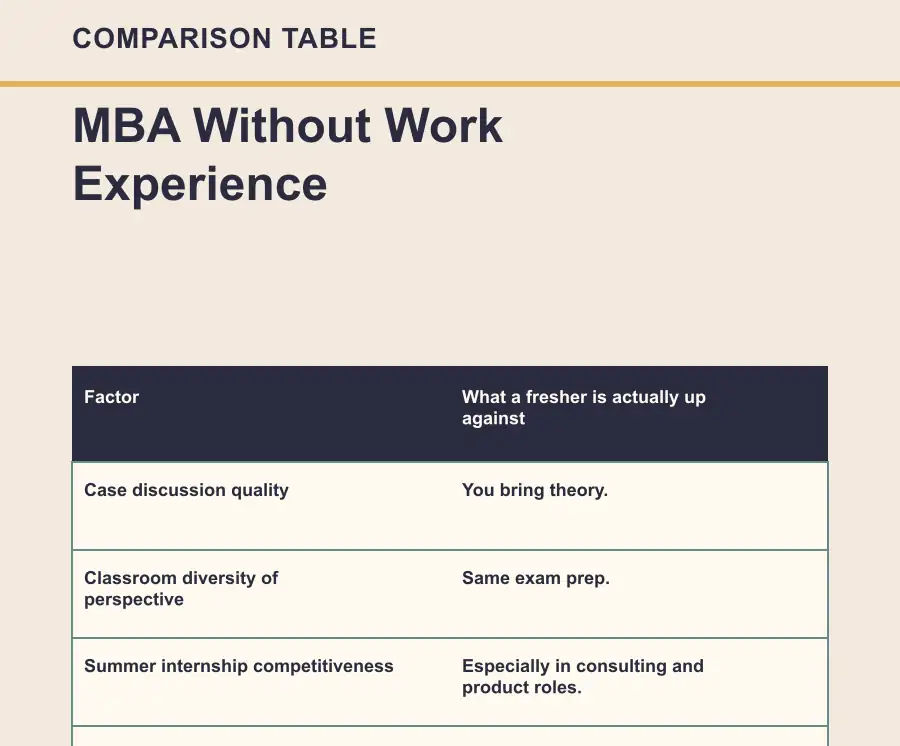 COMPARISON TABLE
MBA Without Work
Experience
Factor
What a fresher is actually up
against
Case discussion quality
You bring theory.
Classroom diversity of
perspective
Same exam prep.
Summer internship competitiveness
Especially in consulting and
product roles.